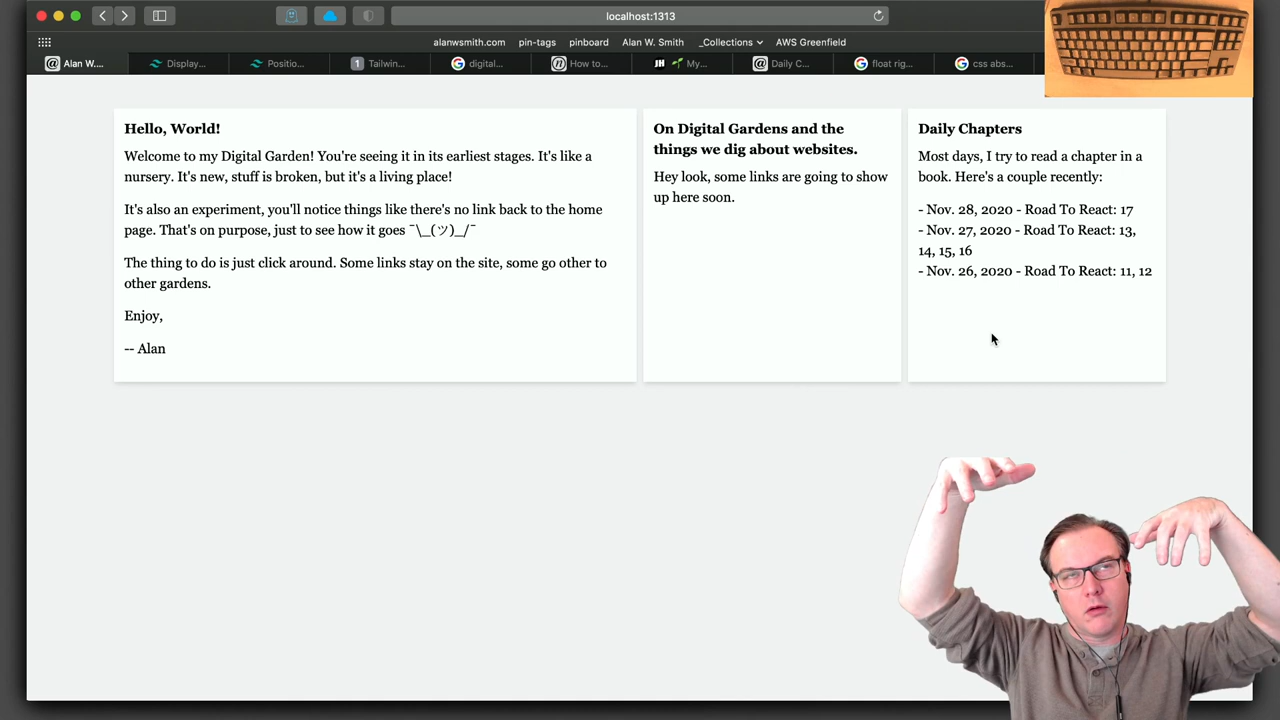 localhost:1313
alanwsmith.com pin-tags pinboard Alan W. Smith _Collections AWS Greenfield
@ Alan W.... Display... Positio... 1 Tailwin... G digital... n How to... JH My... @ Daily C... G float rig... G css abs...
Hello, World!
Welcome to my Digital Garden! You're seeing it in its earliest stages. It's like a
nursery. It's new, stuff is broken, but it's a living place!
It's also an experiment, you'll notice things like there's no link back to the home
page. That's on purpose, just to see how it goes ¯\_(ツ)_/¯
The thing to do is just click around. Some links stay on the site, some go other to
other gardens.
Enjoy,
-- Alan
On Digital Gardens and the
things we dig about websites.
Hey look, some links are going to show
up here soon.
Daily Chapters
Most days, I try to read a chapter in a
book. Here's a couple recently:
- Nov. 28, 2020 - Road To React: 17
- Nov. 27, 2020 - Road To React: 13,
14, 15, 16
- Nov. 26, 2020 - Road To React: 11, 12